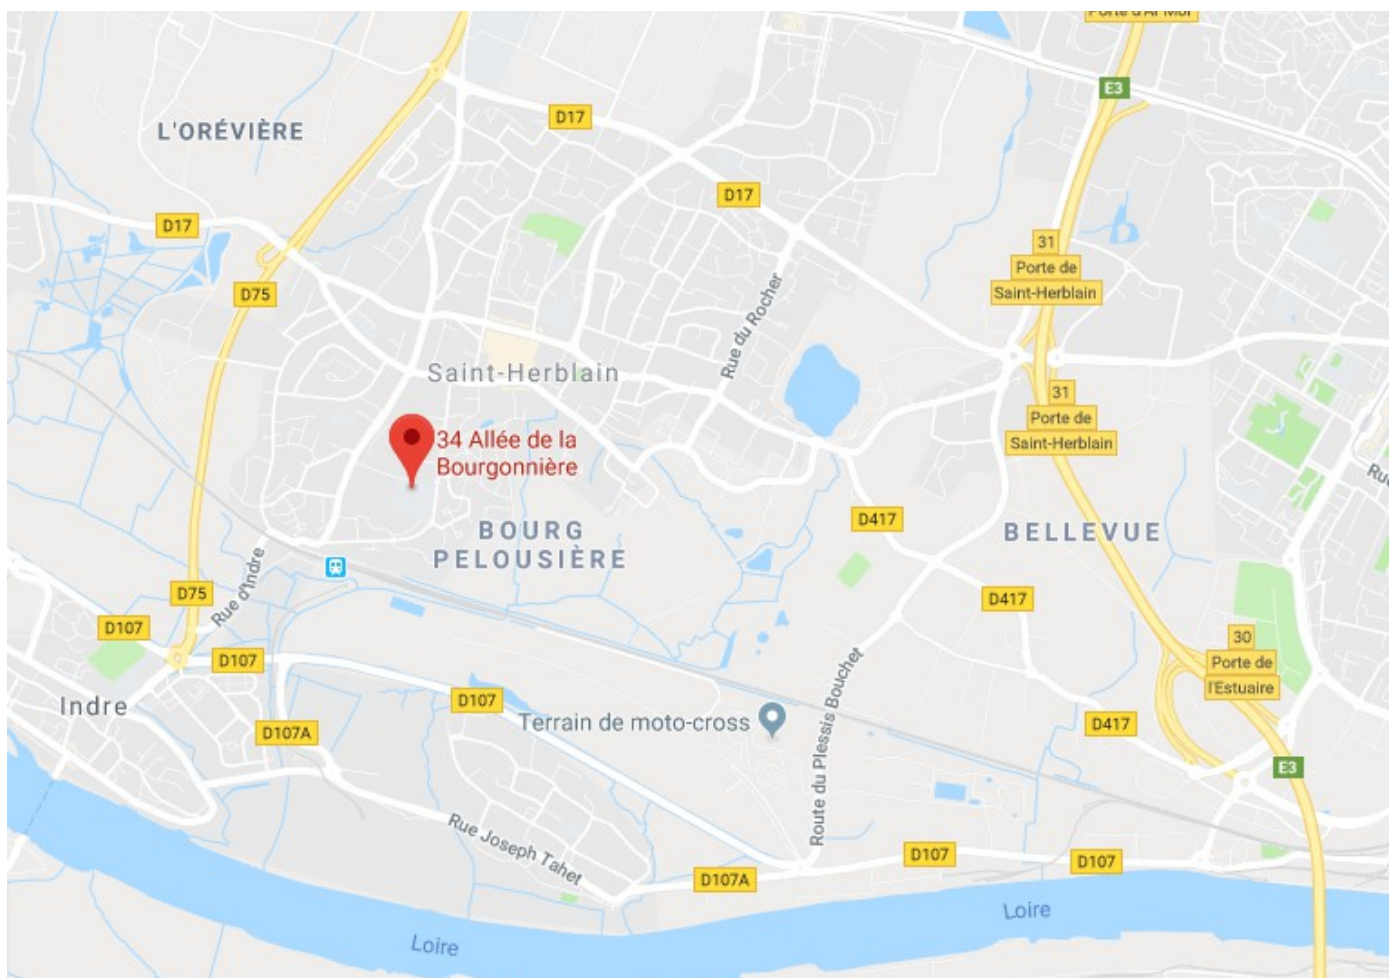 Porte d'Ar Mor
E3
D17
L'ORÉVIÈRE
D17
D17
31
Porte de
Saint-Herblain
D75
Rue du Rocher
Saint-Herblain
31
Porte de
Saint-Herblain
34 Allée de la
Bourgonnière
D417
BOURG
PELOUSIÈRE
BELLEVUE
Rue d'Indre
D75
D417
D107
D107
30
Porte de
l'Estuaire
D107
Indre
D107A
Terrain de moto-cross
Route du Plessis Bouchet
D417
E3
Rue Joseph Tahet
D107
D107
D107A
Loire
Loire